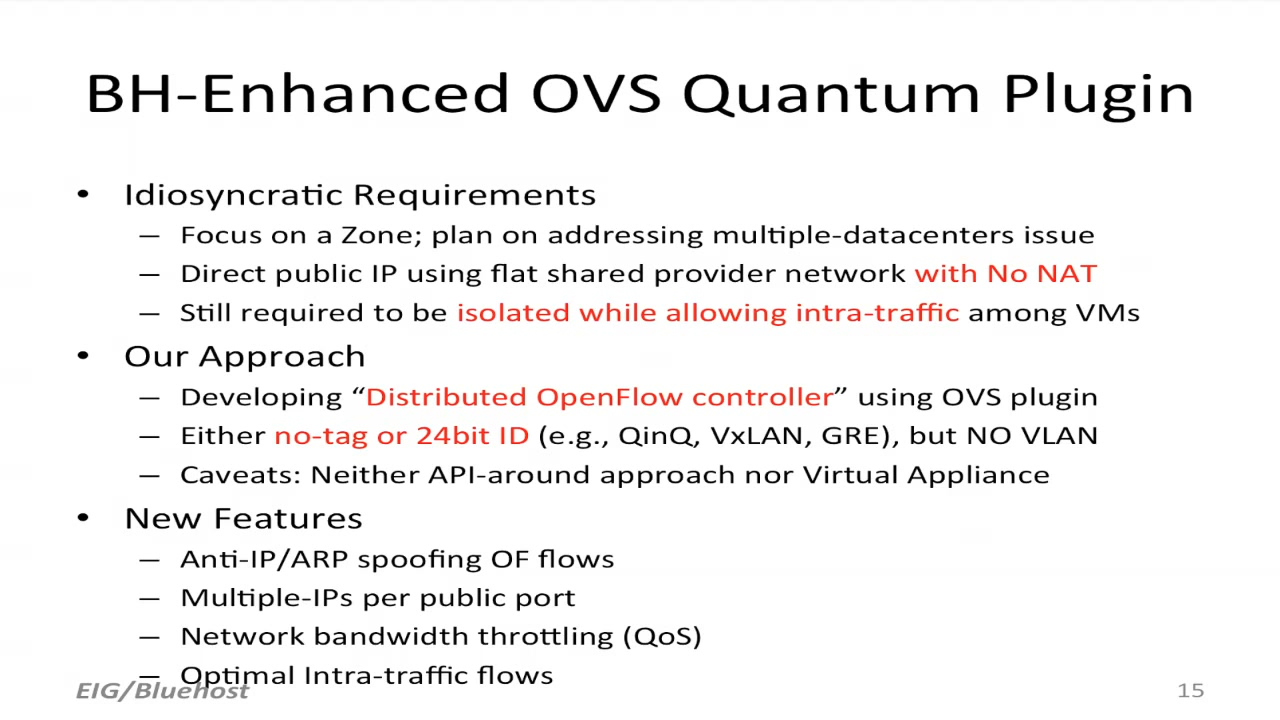 BH-Enhanced OVS Quantum Plugin
• Idiosyncratic Requirements
– Focus on a Zone; plan on addressing multiple-datacenters issue
– Direct public IP using flat shared provider network with No NAT
– Still required to be isolated while allowing intra-traffic among VMs
• Our Approach
– Developing “Distributed OpenFlow controller” using OVS plugin
– Either no-tag or 24bit ID (e.g., QinQ, VxLAN, GRE), but NO VLAN
– Caveats: Neither API-around approach nor Virtual Appliance
• New Features
– Anti-IP/ARP spoofing OF flows
– Multiple-IPs per public port
– Network bandwidth throttling (QoS)
– Optimal Intra-traffic flows
EIG/Bluehost
15